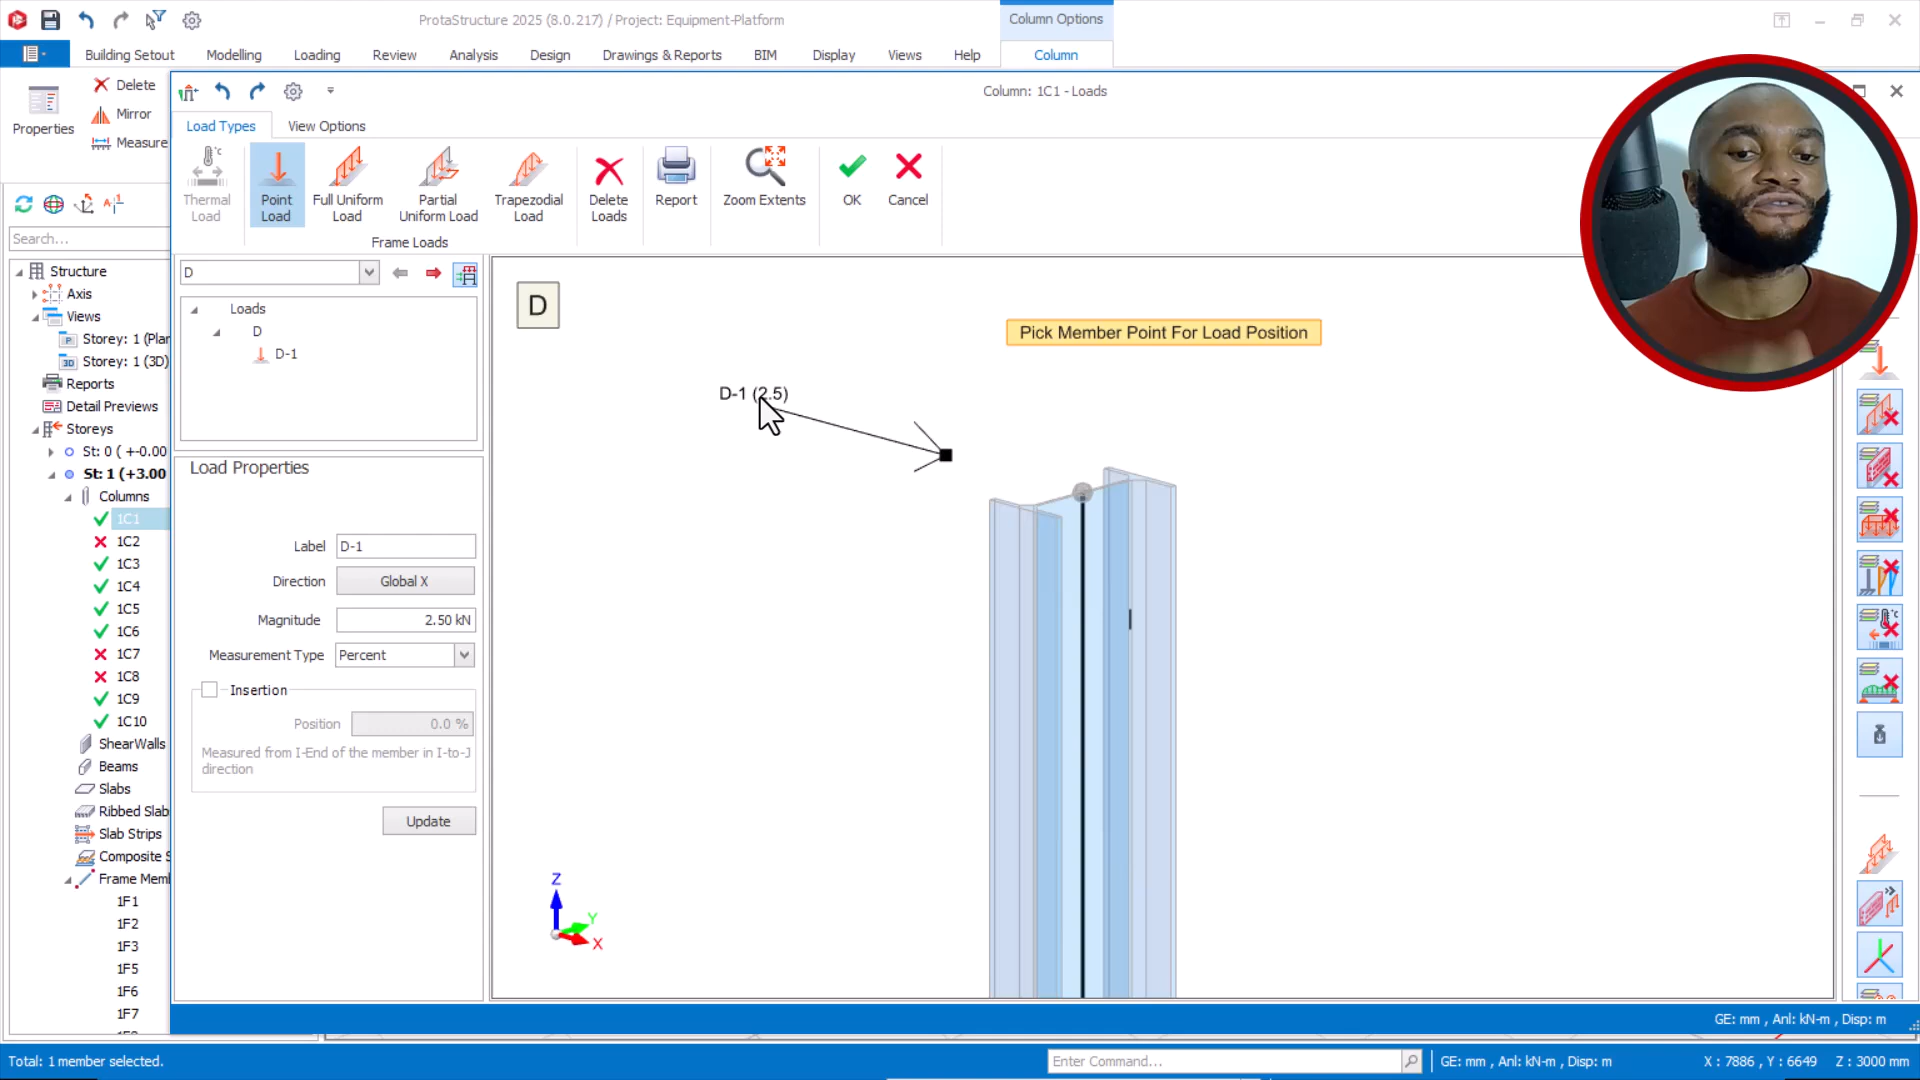 ProtaStructure 2025 (8.0.217) / Project: Equipment-Platform
Column Options
Building Setout
Modelling
Loading
Review
Analysis
Design
Drawings & Reports
BIM
Display
Views
Help
Column
Properties
Delete
Mirror
Measure
Column: 1C1 - Loads
Load Types
View Options
Thermal Load
Point Load
Full Uniform Load
Partial Uniform Load
Trapezodial Load
Delete Loads
Report
Zoom Extents
OK
Cancel
Frame Loads
Search...
Structure
Axis
Views
Storey: 1 (Plar
Storey: 1 (3D)
Reports
Detail Previews
Storeys
St: 0 ( +-0.00
St: 1 (+3.00
Columns
1C1
1C2
1C3
1C4
1C5
1C6
1C7
1C8
1C9
1C10
ShearWalls
Beams
Slabs
Ribbed Slab
Slab Strips
Composite S
Frame Meml
1F1
1F2
1F3
1F5
1F6
1F7
D
Loads
D
D-1
Load Properties
Label
D-1
Direction
Global X
Magnitude
2.50 kN
Measurement Type
Percent
Insertion
Position
0.0 %
Measured from I-End of the member in I-to-J
direction
Update
D
Pick Member Point For Load Position
D-1 (2.5)
Z
Y
X
GE: mm , Anl: kN-m , Disp: m
Total: 1 member selected.
Enter Command...
GE: mm , Anl: kN-m , Disp: m
X : 7886 , Y : 6649
Z : 3000 mm